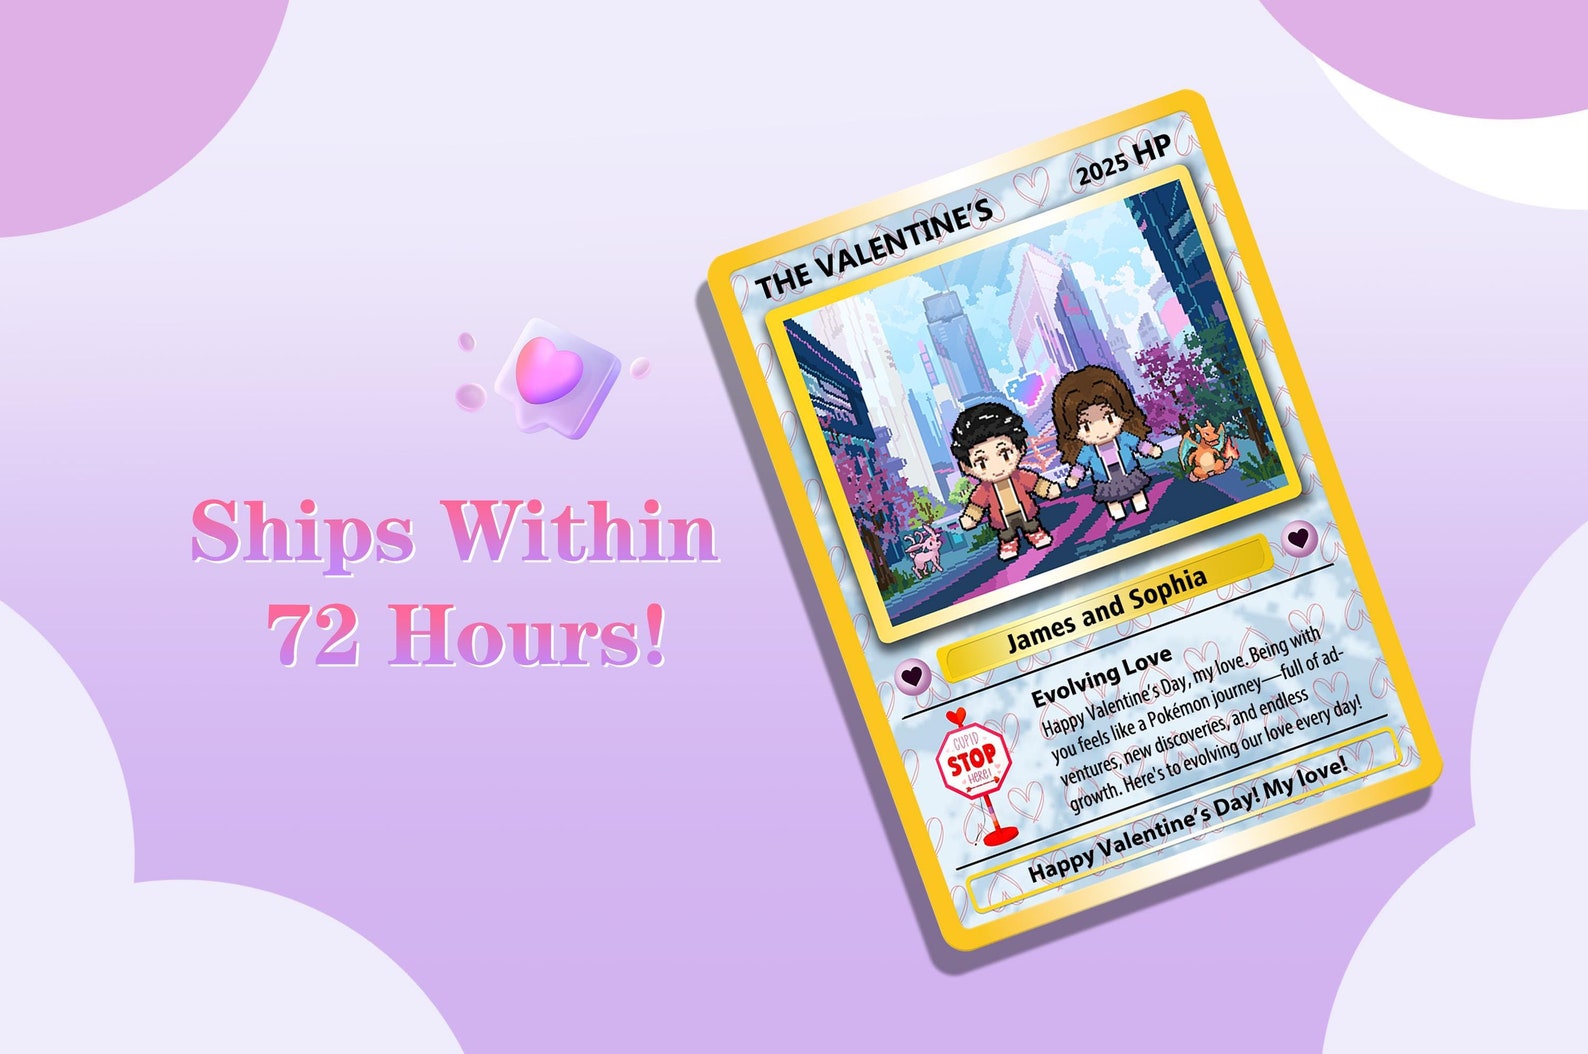 Ships Within
72 Hours!
THE VALENTINE'S
2025 HP
James and Sophia
Evolving Love
Happy Valentine's Day, my love. Being with
you feels like a Pokémon journey—full of ad-
ventures, new discoveries, and endless
growth. Here's to evolving our love every day!
CUPID
STOP
HERE!
Happy Valentine's Day! My love!